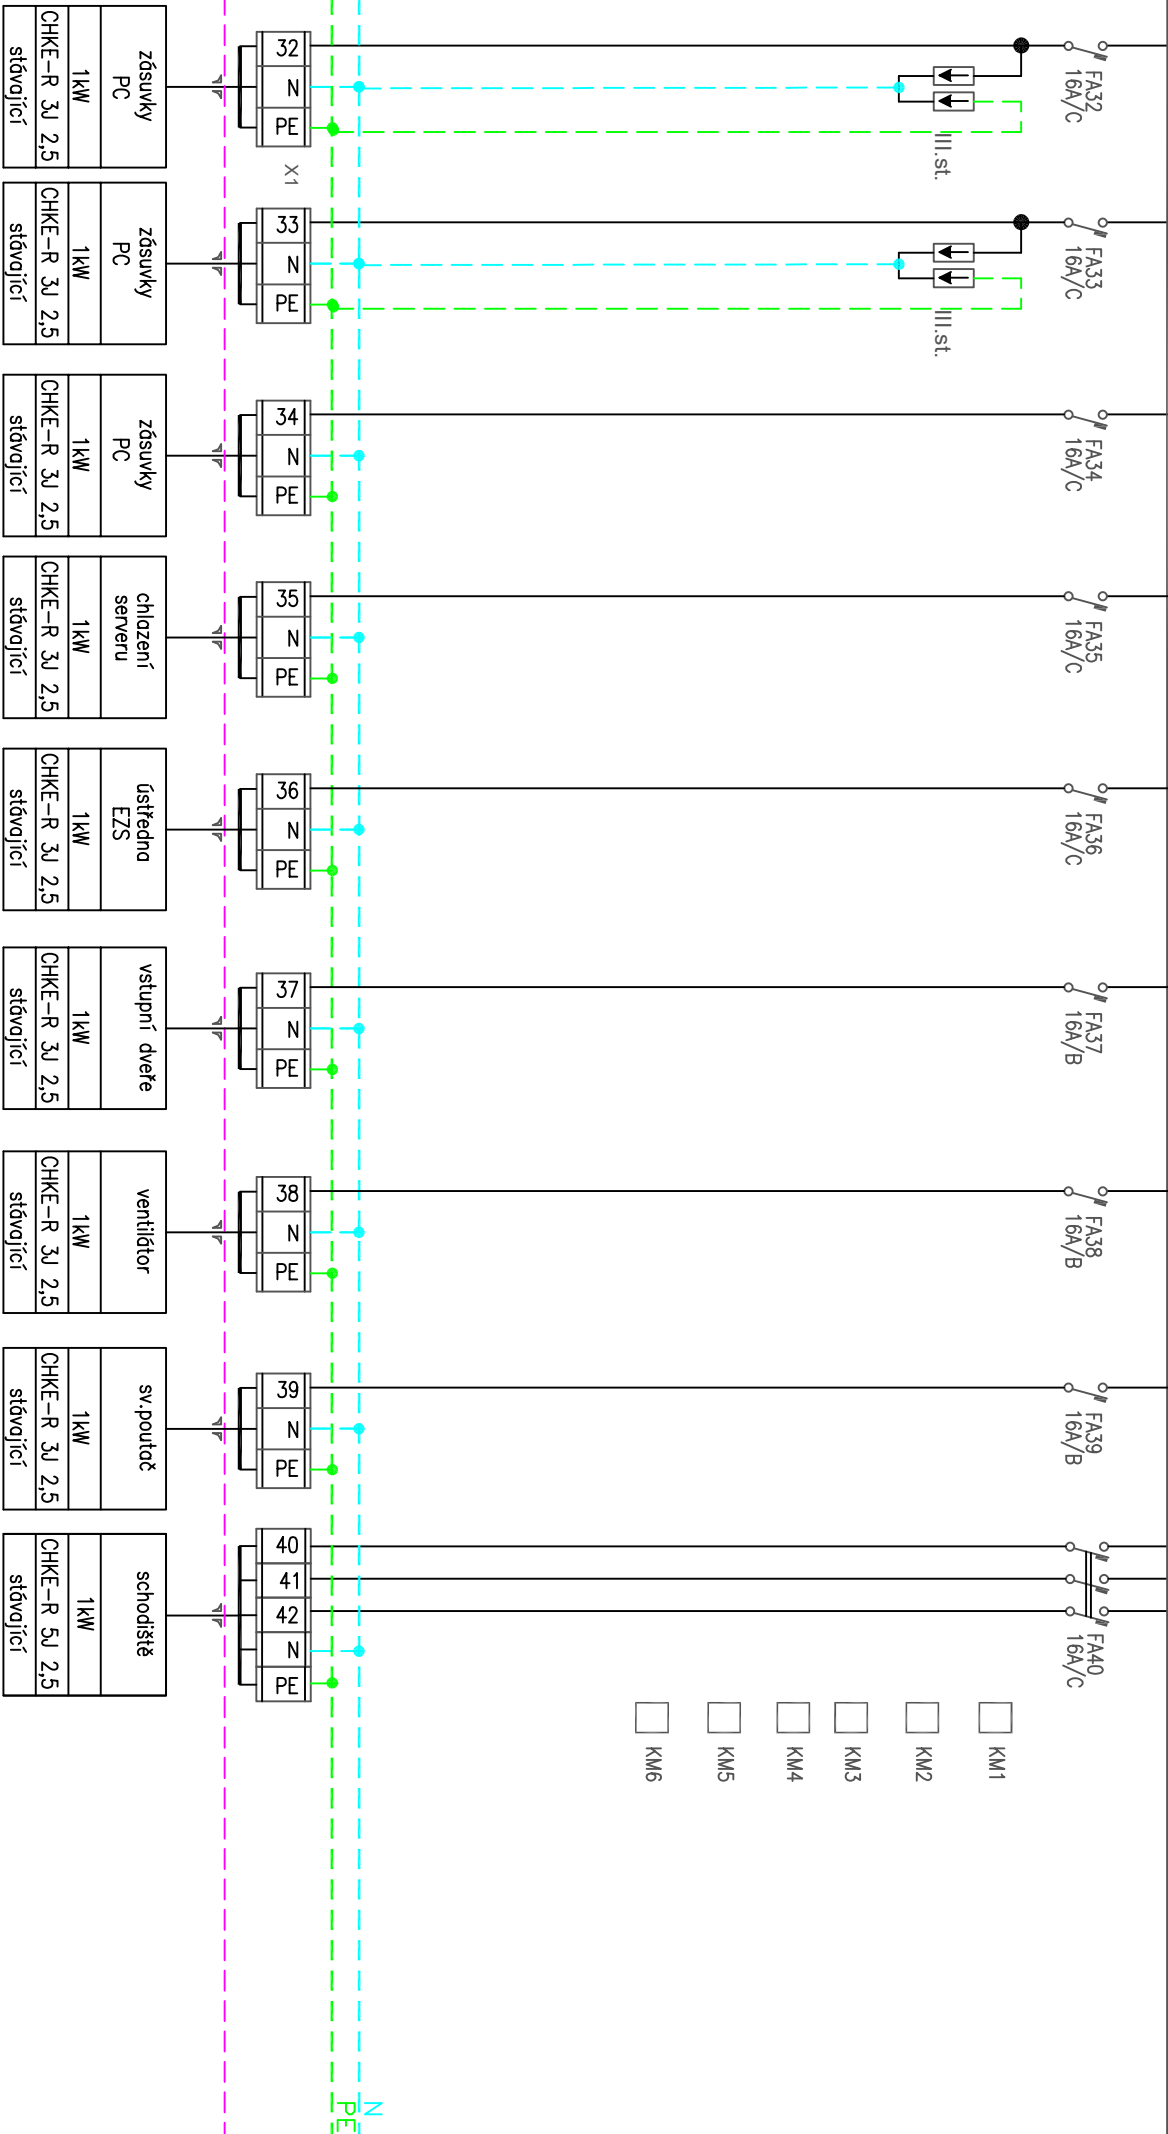 FA32
16A/C
FA33
16A/C
FA34
16A/C
FA35
16A/C
FA36
16A/C
FA37
16A/B
FA38
16A/B
FA39
16A/B
FA40
16A/C
III.st.
III.st.
KM1
KM2
KM3
KM4
KM5
KM6
N
PE
32
N
PE
X1
33
N
PE
34
N
PE
35
N
PE
36
N
PE
37
N
PE
38
N
PE
39
N
PE
40
41
42
N
PE
zásuvky
PC
1kW
CHKE-R 3J 2,5
stávající
zásuvky
PC
1kW
CHKE-R 3J 2,5
stávající
zásuvky
PC
1kW
CHKE-R 3J 2,5
stávající
chlazení
serveru
1kW
CHKE-R 3J 2,5
stávající
ústředna
EZS
1kW
CHKE-R 3J 2,5
stávající
vstupní dveře
1kW
CHKE-R 3J 2,5
stávající
ventilátor
1kW
CHKE-R 3J 2,5
stávající
sv.poutač
1kW
CHKE-R 3J 2,5
stávající
schodiště
1kW
CHKE-R 5J 2,5
stávající